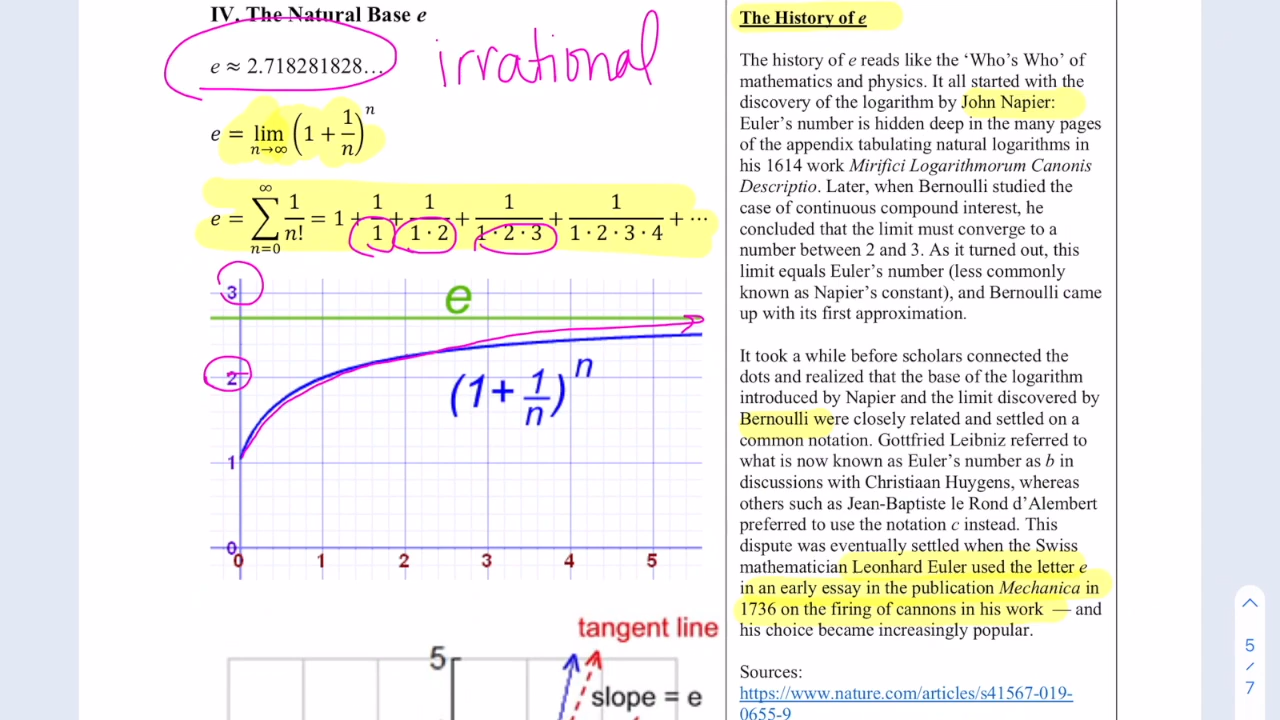 IV. The Natural Base e
e ≈ 2.718281828…
irrational
e = lim n→∞ (1 + 1/n)^n
e = ∑ n=0 ∞ 1/n! = 1 + 1/1 + 1/1·2 + 1/1·2·3 + 1/1·2·3·4 + ⋯
3
e
2
(1+ 1/n)^n
1
0
0 1 2 3 4 5
tangent line
5
slope = e
The History of e
The history of e reads like the ‘Who’s Who’ of
mathematics and physics. It all started with the
discovery of the logarithm by John Napier:
Euler’s number is hidden deep in the many pages
of the appendix tabulating natural logarithms in
his 1614 work Mirifici Logarithmorum Canonis
Descriptio. Later, when Bernoulli studied the
case of continuous compound interest, he
concluded that the limit must converge to a
number between 2 and 3. As it turned out, this
limit equals Euler’s number (less commonly
known as Napier’s constant), and Bernoulli came
up with its first approximation.
It took a while before scholars connected the
dots and realized that the base of the logarithm
introduced by Napier and the limit discovered by
Bernoulli were closely related and settled on a
common notation. Gottfried Leibniz referred to
what is now known as Euler’s number as b in
discussions with Christiaan Huygens, whereas
others such as Jean-Baptiste le Rond d’Alembert
preferred to use the notation c instead. This
dispute was eventually settled when the Swiss
mathematician Leonhard Euler used the letter e
in an early essay in the publication Mechanica in
1736 on the firing of cannons in his work — and
his choice became increasingly popular.
Sources:
https://www.nature.com/articles/s41567-019-
0655-9
5
/
7